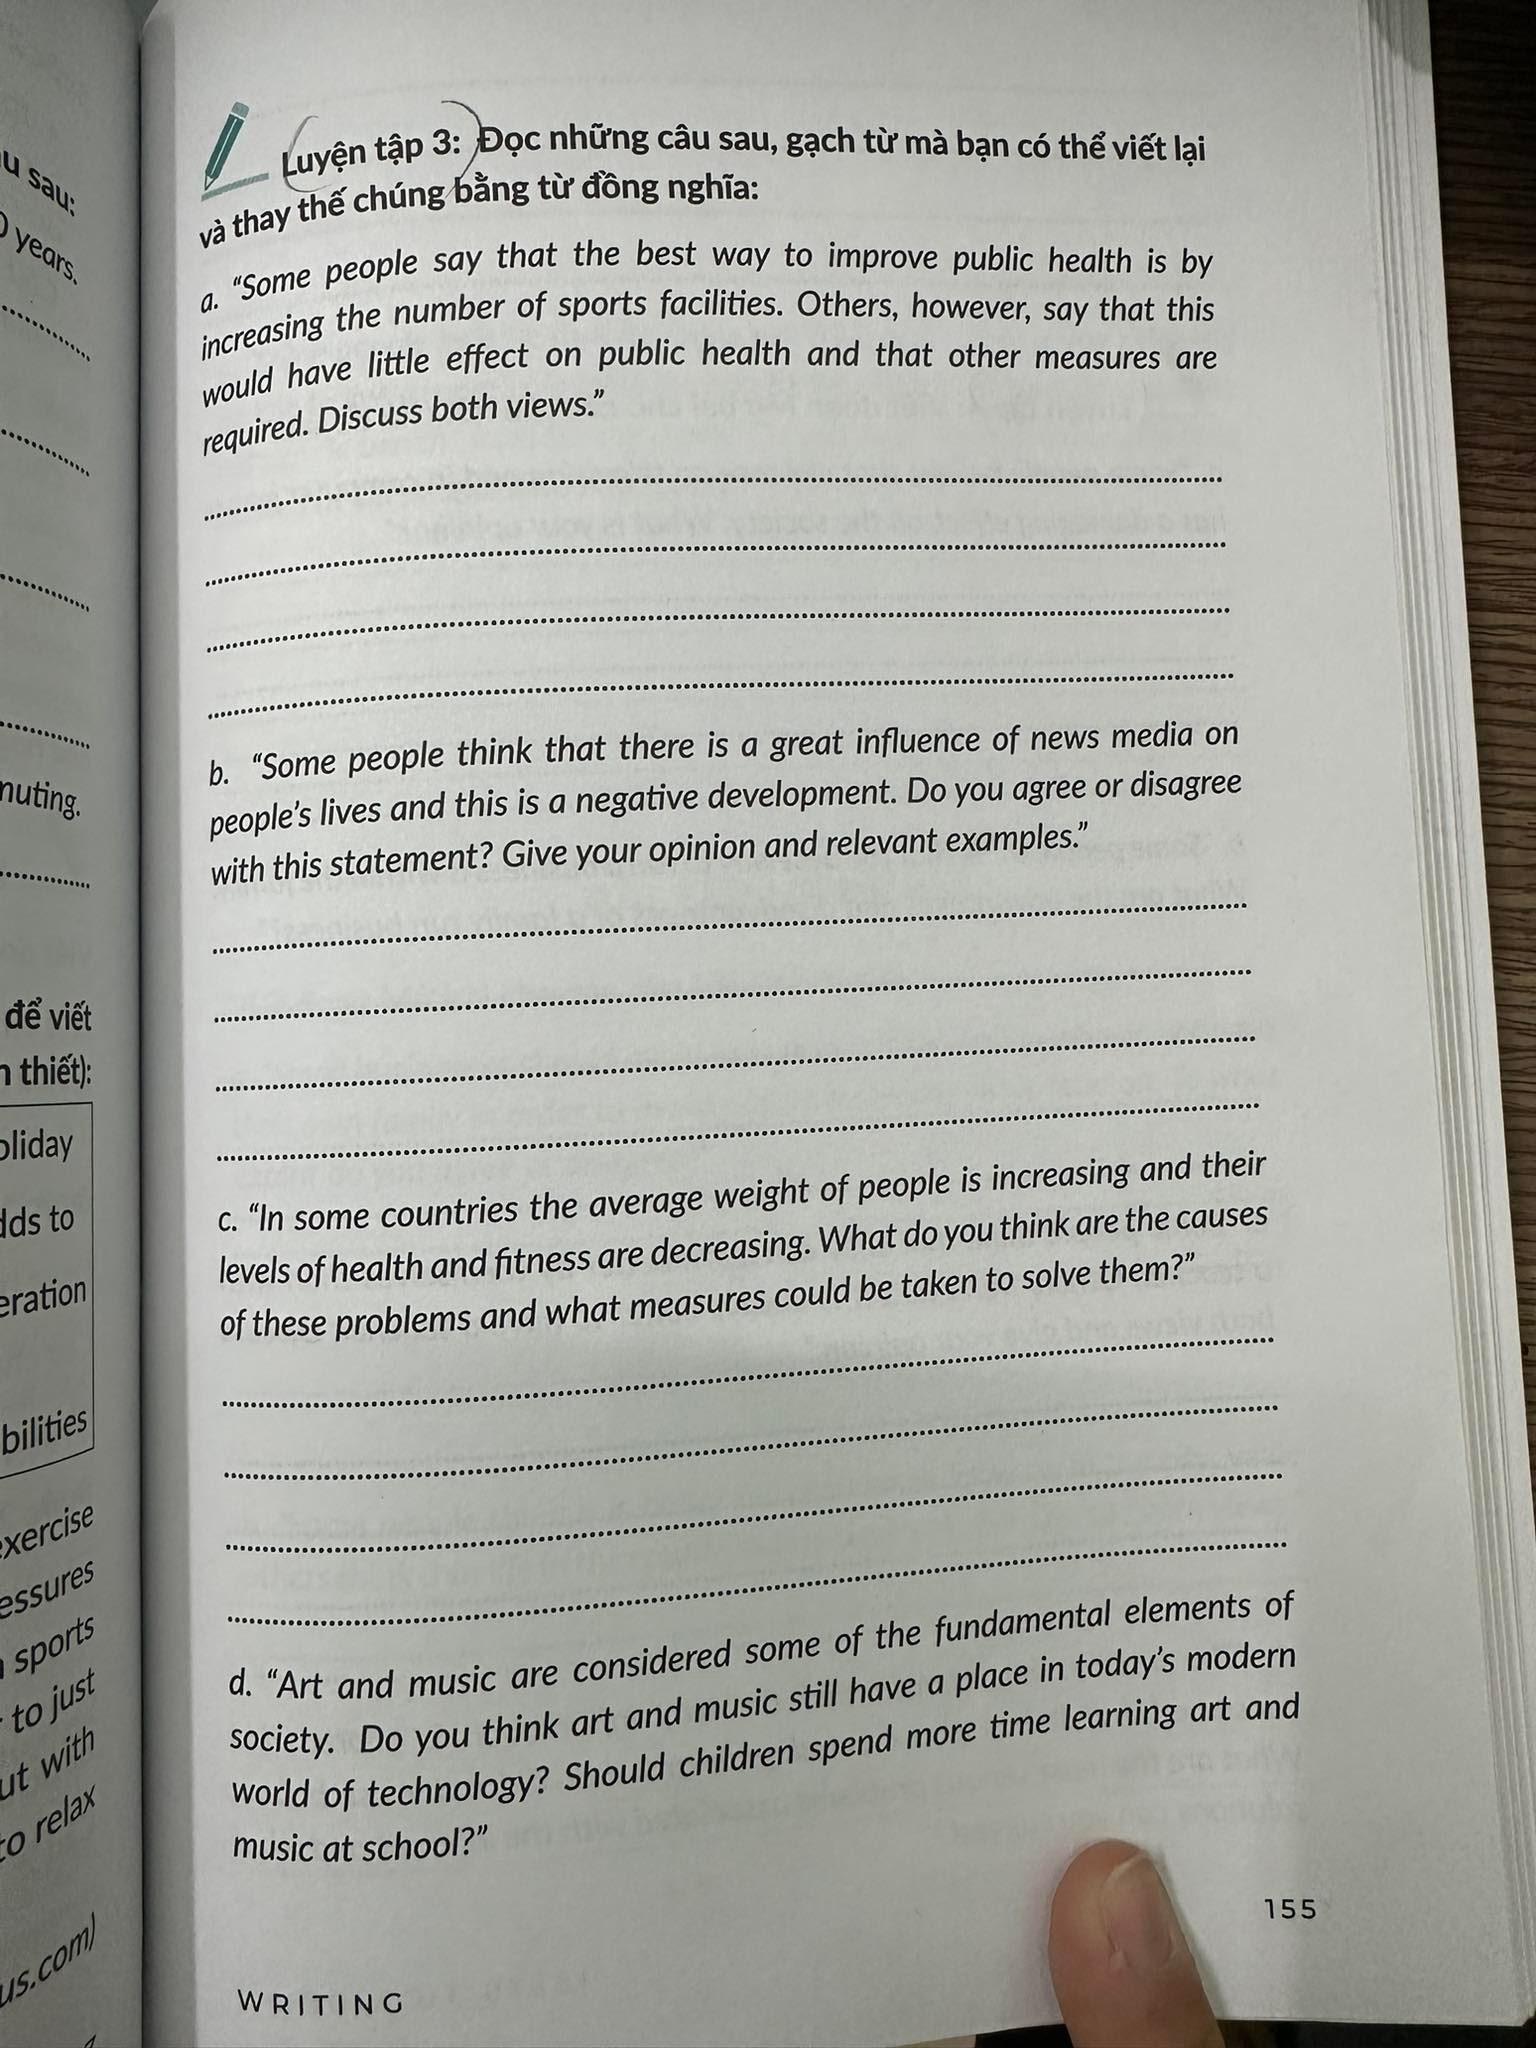 u sau:
years.
muting.
để viết
thiết):
oliday
dds to
eration
bilities
exercise
essures
sports
to just
ut with
to relax
us.com)
Luyện tập 3: Đọc những câu sau, gạch từ mà bạn có thể viết lại
và thay thế chúng bằng từ đồng nghĩa:
a. “Some people say that the best way to improve public health is by
increasing the number of sports facilities. Others, however, say that this
would have little effect on public health and that other measures are
required. Discuss both views.”
b. “Some people think that there is a great influence of news media on
people’s lives and this is a negative development. Do you agree or disagree
with this statement? Give your opinion and relevant examples.”
c. “In some countries the average weight of people is increasing and their
levels of health and fitness are decreasing. What do you think are the causes
of these problems and what measures could be taken to solve them?”
d. “Art and music are considered some of the fundamental elements of
society. Do you think art and music still have a place in today’s modern
world of technology? Should children spend more time learning art and
music at school?”
155
WRITING